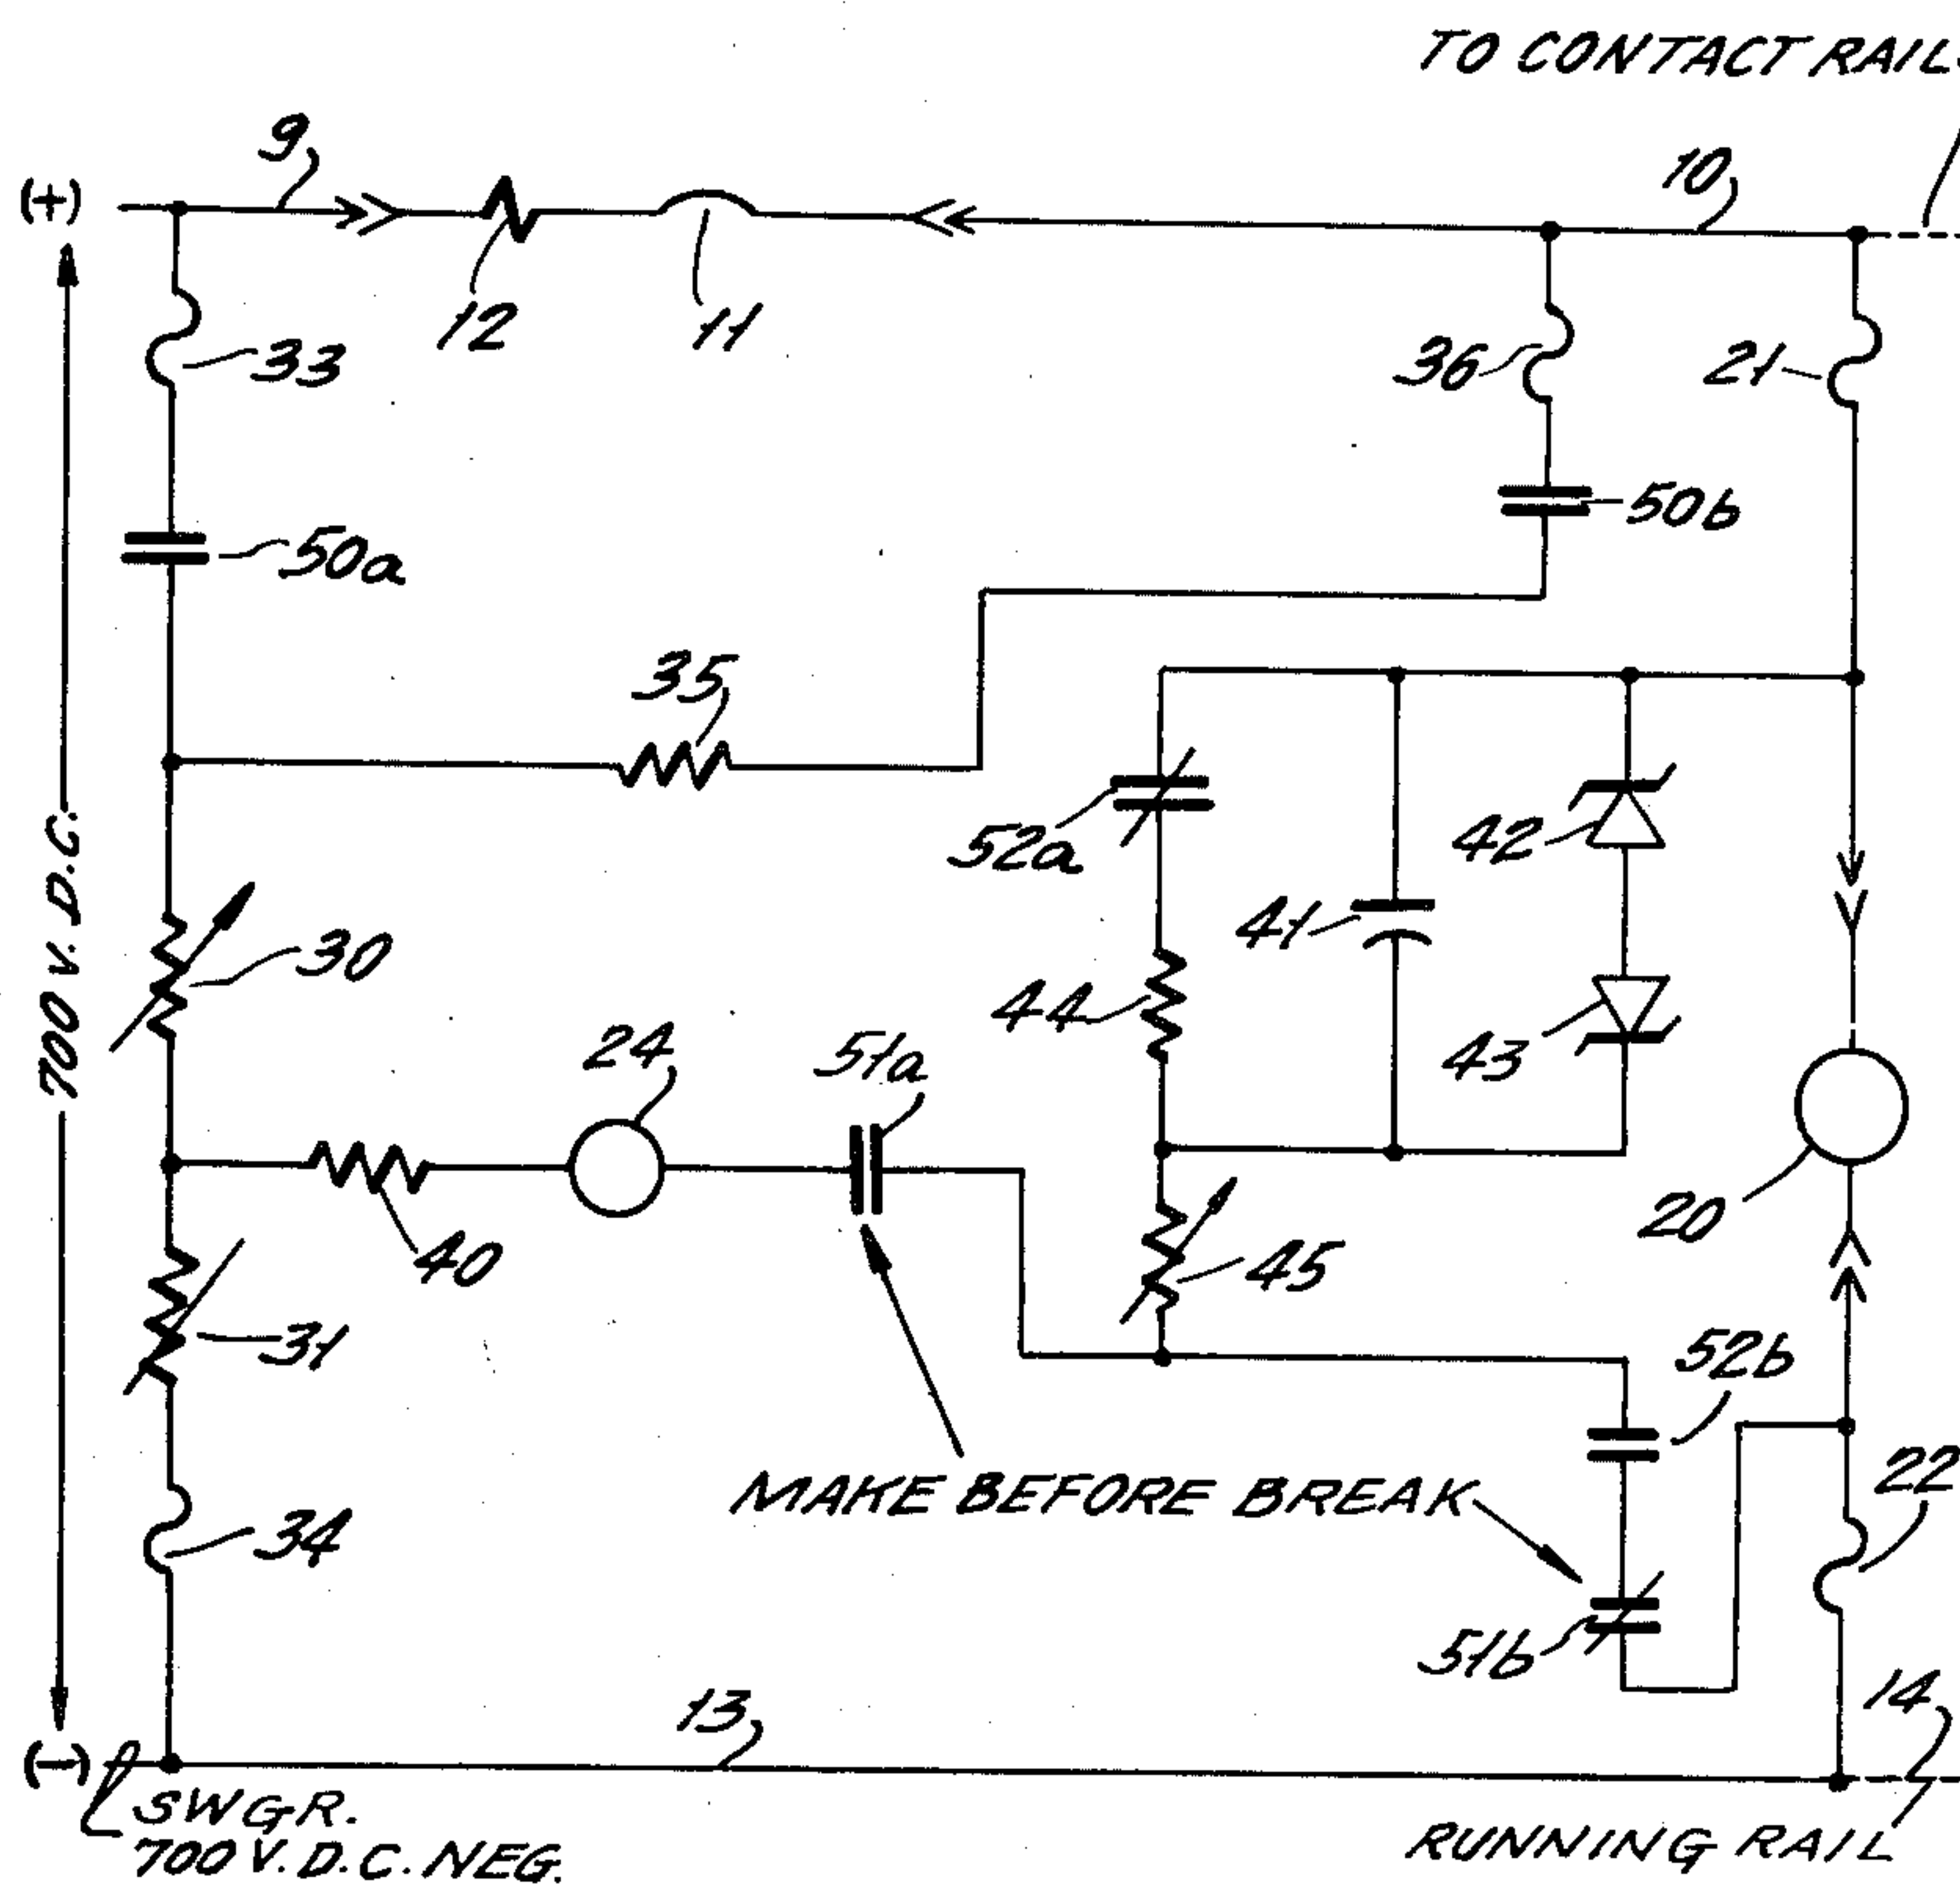 TO CONTACT RAIL
9
10
(+)
12
11
33
36
21
50a
50b
35
52a
42
41
700 V. D.C.
30
44
43
24
51a
20
40
45
31
52b
22
MAKE BEFORE BREAK
34
51b
13
14
(-)
SWGR.
700 V. D.C. NEG.
RUNNING RAIL